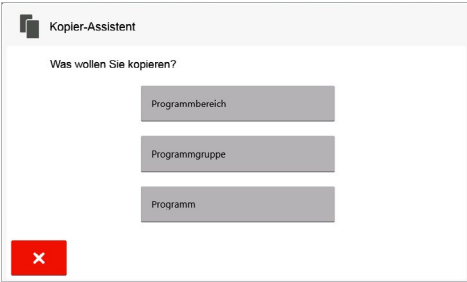 Kopier-Assistent
Was wollen Sie kopieren?
Programmbereich
Programmgruppe
Programm